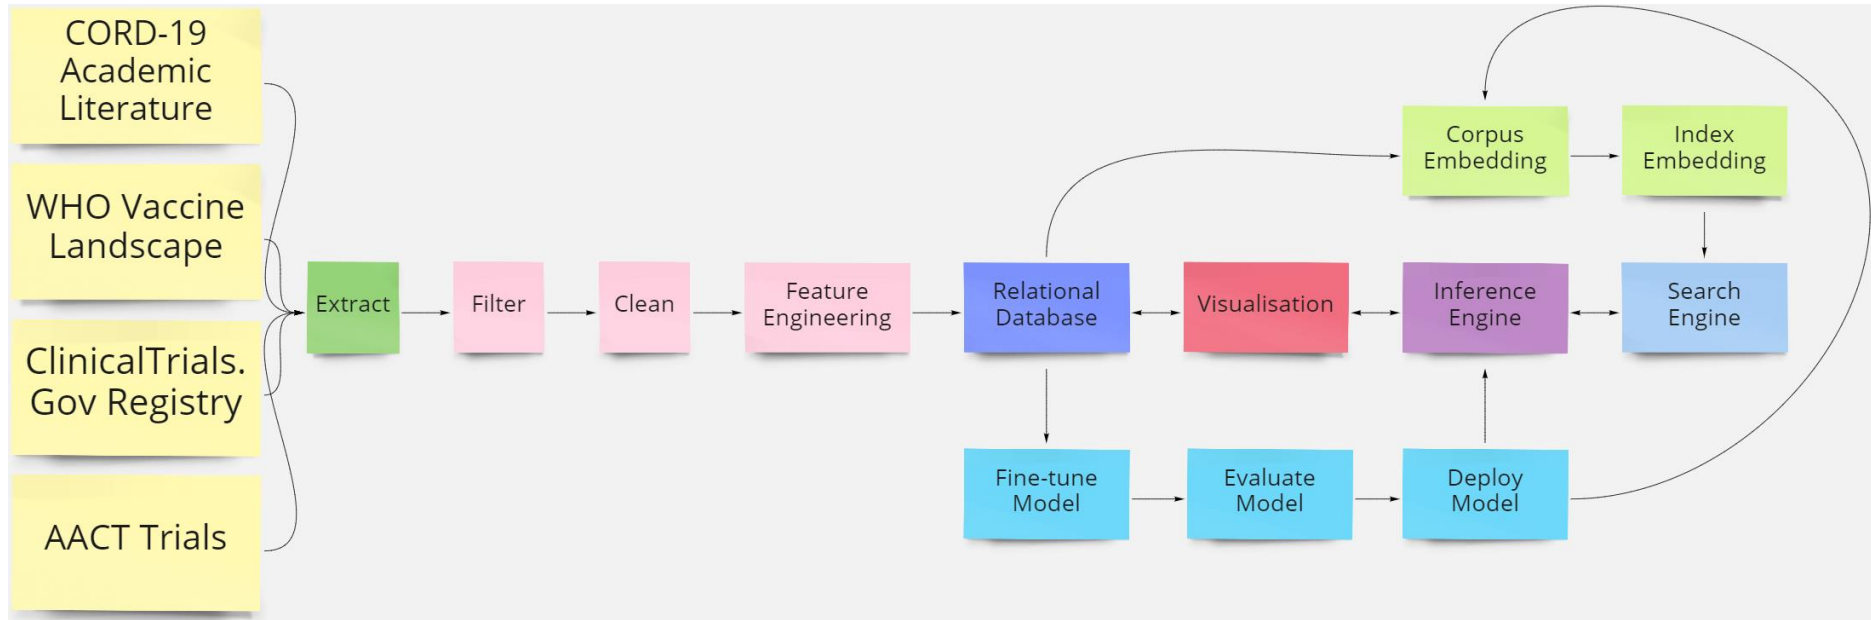 CORD-19
Academic
Literature
WHO Vaccine
Landscape
ClinicalTrials.
Gov Registry
AACT Trials
Extract
Filter
Clean
Feature
Engineering
Relational
Database
Visualisation
Inference
Engine
Search
Engine
Corpus
Embedding
Index
Embedding
Fine-tune
Model
Evaluate
Model
Deploy
Model